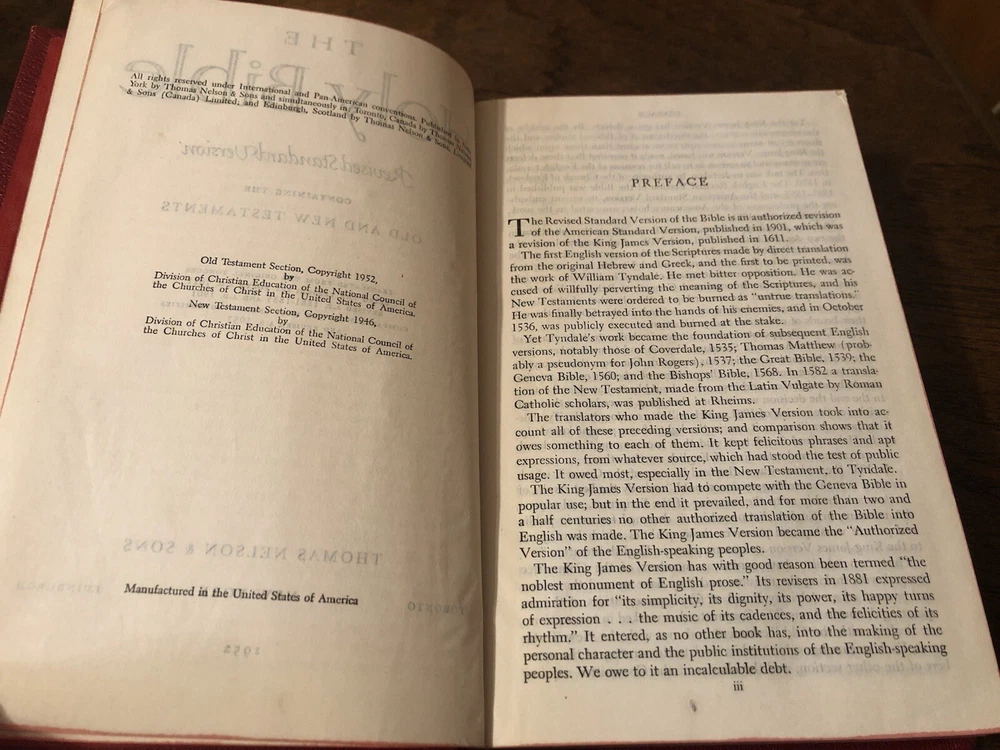 All rights reserved under International and Pan-American conventions. Published in New
York by Thomas Nelson & Sons and simultaneously in Toronto, Canada by Thomas Nelson
& Sons (Canada) Limited, and Edinburgh, Scotland by Thomas Nelson & Sons, Limited
THE
Holy Bible
Revised Standard Version
CONTAINING THE
OLD AND NEW TESTAMENTS
Old Testament Section, Copyright 1952,
by
Division of Christian Education of the National Council of
the Churches of Christ in the United States of America.
New Testament Section, Copyright 1946,
by
Division of Christian Education of the National Council of
the Churches of Christ in the United States of America.
THOMAS NELSON & SONS
Manufactured in the United States of America
TORONTO
EDINBURGH
1952
PREFACE
The Revised Standard Version of the Bible is an authorized revision
of the American Standard Version, published in 1901, which was
a revision of the King James Version, published in 1611.
The first English version of the Scriptures made by direct translation
from the original Hebrew and Greek, and the first to be printed, was
the work of William Tyndale. He met bitter opposition. He was ac-
cused of willfully perverting the meaning of the Scriptures, and his
New Testaments were ordered to be burned as "untrue translations."
He was finally betrayed into the hands of his enemies, and in October
1536, was publicly executed and burned at the stake.
Yet Tyndale's work became the foundation of subsequent English
versions, notably those of Coverdale, 1535; Thomas Matthew (prob-
ably a pseudonym for John Rogers), 1537; the Great Bible, 1539; the
Geneva Bible, 1560; and the Bishops' Bible, 1568. In 1582 a transla-
tion of the New Testament, made from the Latin Vulgate by Roman
Catholic scholars, was published at Rheims.
The translators who made the King James Version took into ac-
count all of these preceding versions; and comparison shows that it
owes something to each of them. It kept felicitous phrases and apt
expressions, from whatever source, which had stood the test of public
usage. It owed most, especially in the New Testament, to Tyndale.
The King James Version had to compete with the Geneva Bible in
popular use; but in the end it prevailed, and for more than two and
a half centuries no other authorized translation of the Bible into
English was made. The King James Version became the "Authorized
Version" of the English-speaking peoples.
The King James Version has with good reason been termed "the
noblest monument of English prose." Its revisers in 1881 expressed
admiration for "its simplicity, its dignity, its power, its happy turns
of expression . . . the music of its cadences, and the felicities of its
rhythm." It entered, as no other book has, into the making of the
personal character and the public institutions of the English-speaking
peoples. We owe to it an incalculable debt.
iii